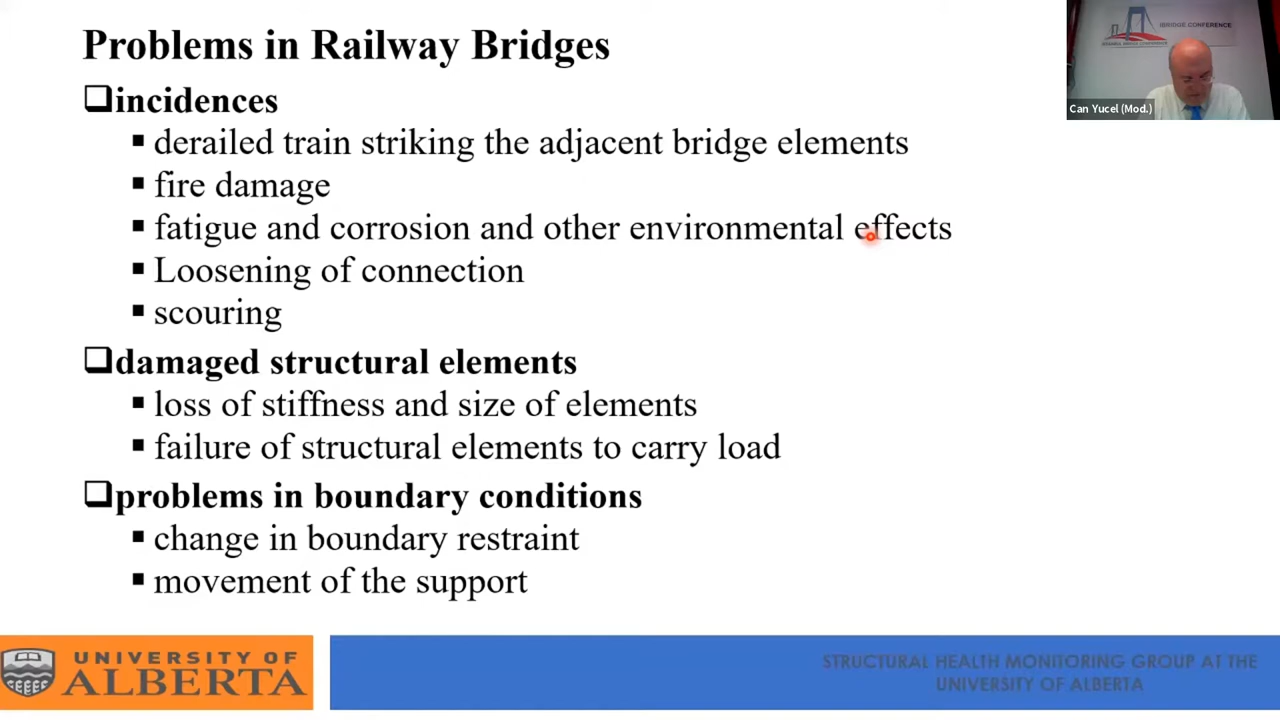 Problems in Railway Bridges
incidences
derailed train striking the adjacent bridge elements
fire damage
fatigue and corrosion and other environmental effects
Loosening of connection
scouring
damaged structural elements
loss of stiffness and size of elements
failure of structural elements to carry load
problems in boundary conditions
change in boundary restraint
movement of the support
IBRIDGE CONFERENCE
ISTANBUL BRIDGE CONFERENCE
Can Yucel (Mod.)
UNIVERSITY OF
ALBERTA
STRUCTURAL HEALTH MONITORING GROUP AT THE
UNIVERSITY OF ALBERTA